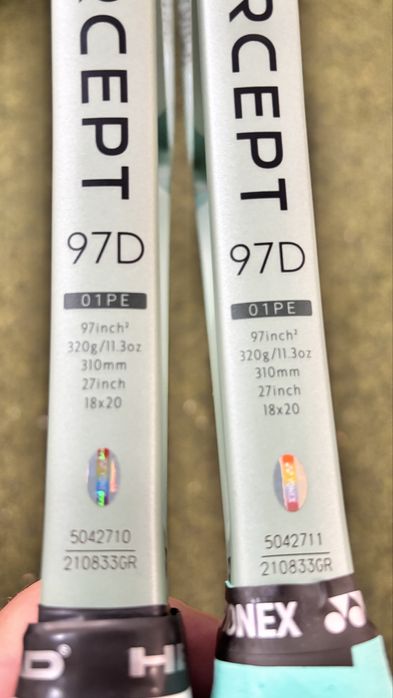 RCEPT
97D
01PE
97inch²
320g/11.3oz
310mm
27inch
18x20
5042710
210833GR
D®
H
RCEPT
97D
01PE
97inch²
320g/11.3oz
310mm
27inch
18x20
5042711
210833GR
ONEX